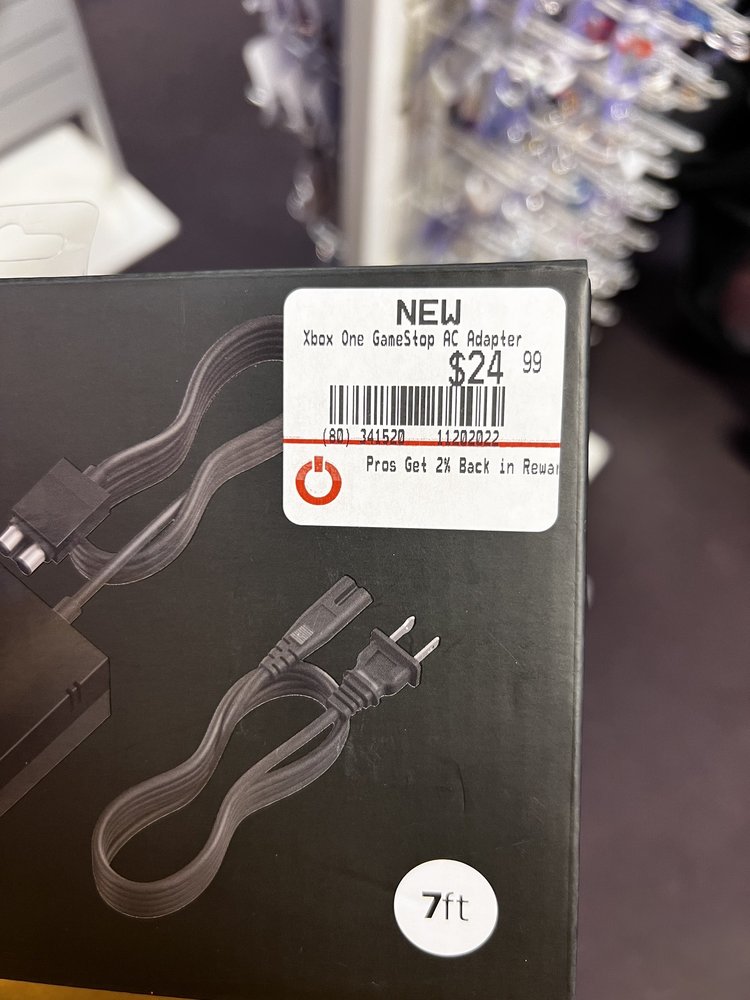 NEW
Xbox One GameStop AC Adapter
$24 99
(80) 341520 11202022
Pros Get 2% Back in Rewar
7ft